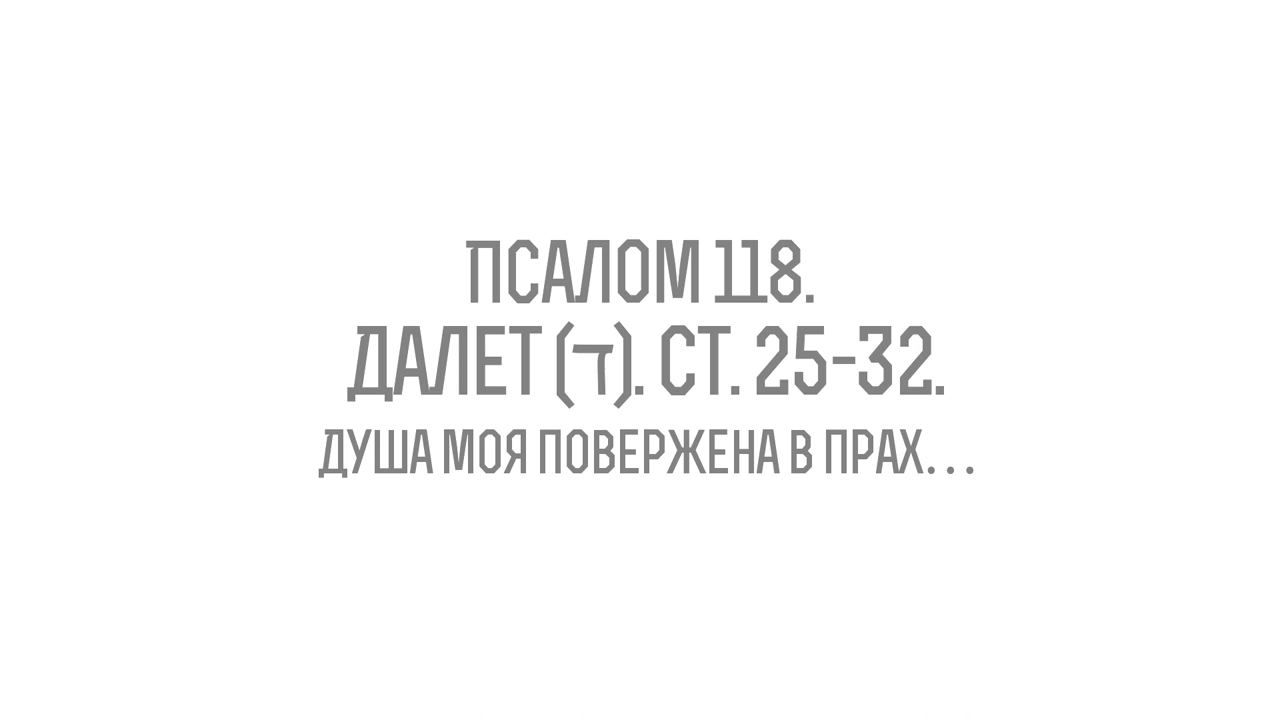 ПСАЛОМ 118.
ДАЛЕТ (ד). СТ. 25-32.
ДУША МОЯ ПОВЕРЖЕНА В ПРАХ...